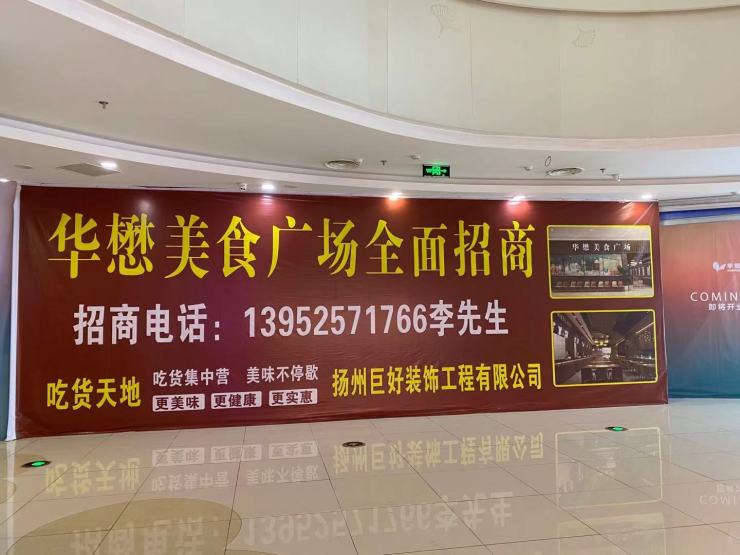 华懋美食广场全面招商
招商电话：13952571766李先生
吃货天地
吃货集中营 美味不停歇
更美味 更健康 更实惠
扬州巨好装饰工程有限公司
华懋美食广场
COMIN
即将开业